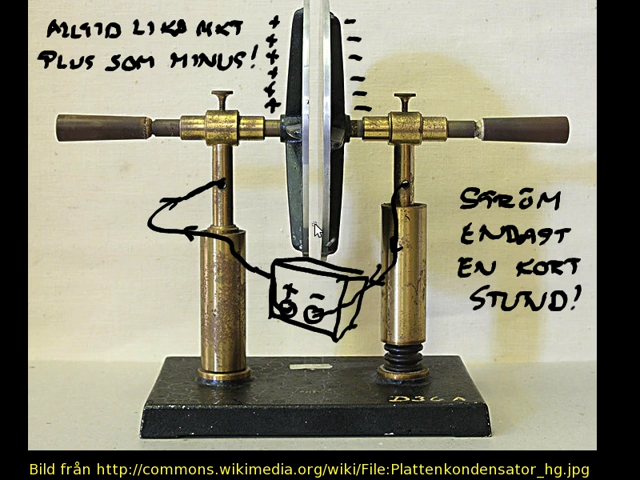 ALLTID LIKA MKT
PLUS SOM MINUS!
+ -
+ -
+ -
+ -
+ -
+ -
STRÖM
ENDAST
EN KORT
STUND!
+ -
D36A
Bild från http://commons.wikimedia.org/wiki/File:Plattenkondensator_hg.jpg